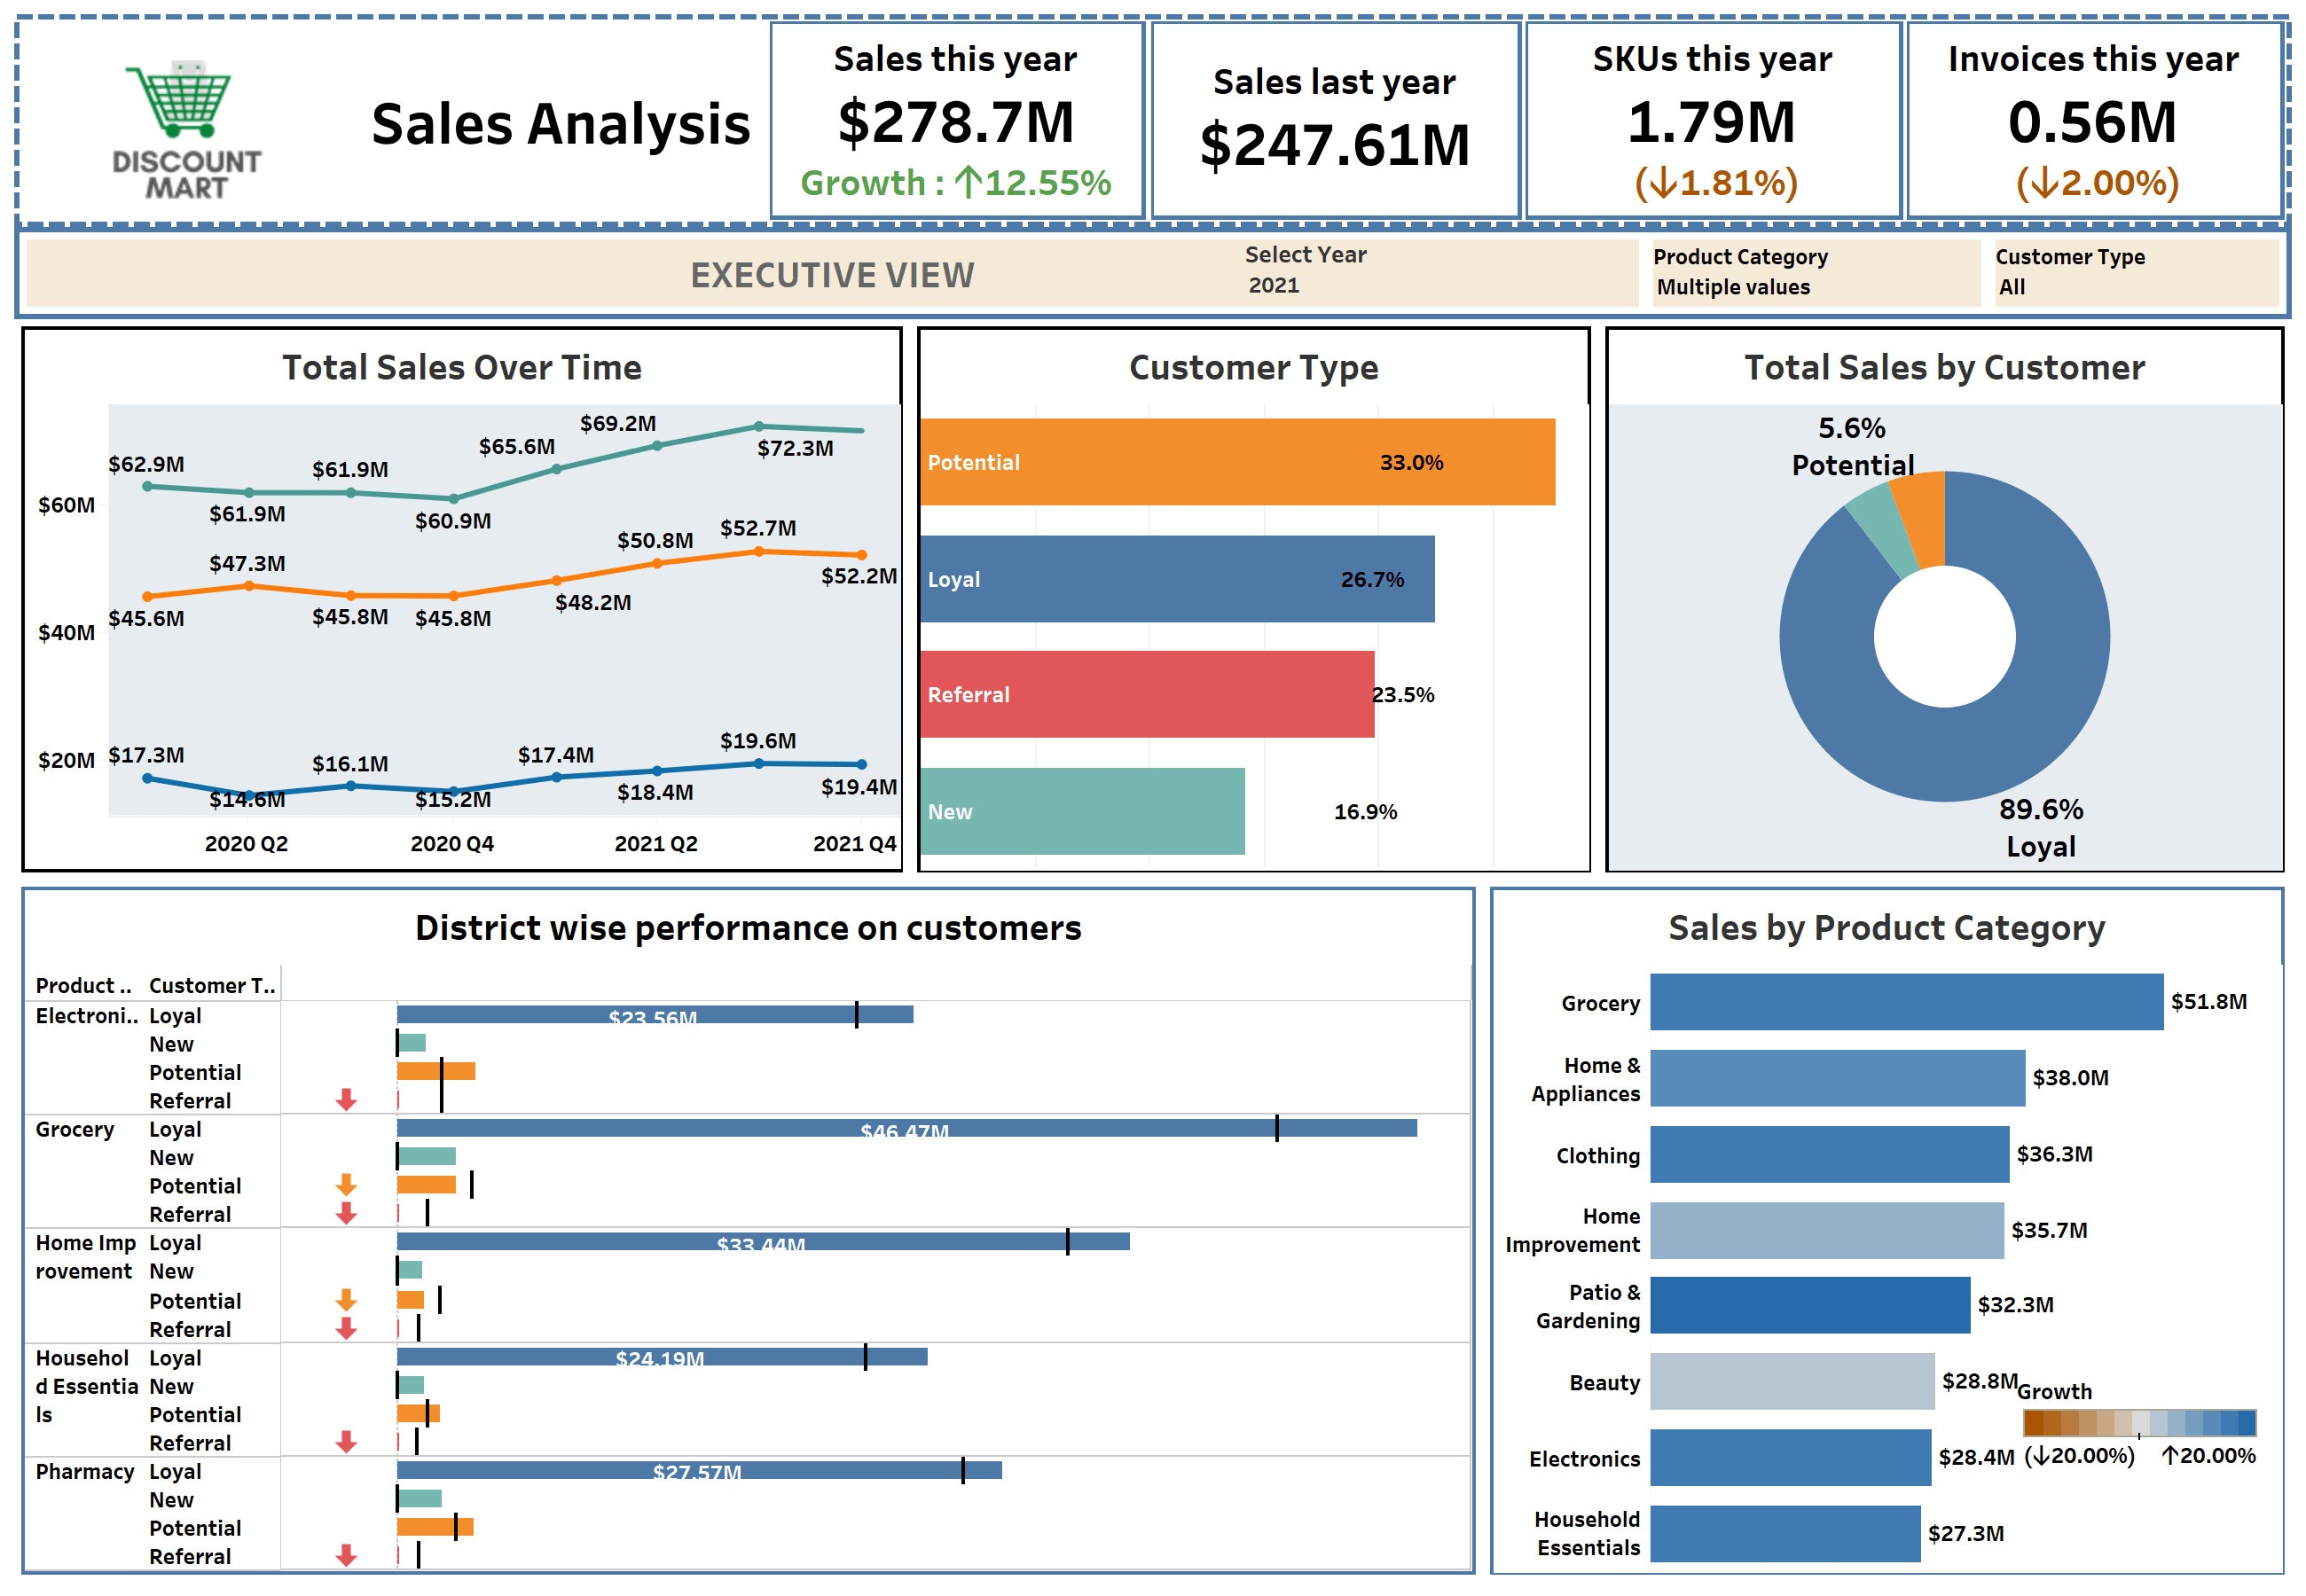 DISCOUNT
MART
Sales Analysis
Sales this year
$278.7M
Growth : ↑12.55%
Sales last year
$247.61M
SKUs this year
1.79M
(↓1.81%)
Invoices this year
0.56M
(↓2.00%)
EXECUTIVE VIEW
Select Year
2021
Product Category
Multiple values
Customer Type
All
Total Sales Over Time
$60M
$40M
$20M
$62.9M
$61.9M
$61.9M
$60.9M
$65.6M
$69.2M
$72.3M
$45.6M
$47.3M
$45.8M
$45.8M
$48.2M
$50.8M
$52.7M
$52.2M
$17.3M
$14.6M
$16.1M
$15.2M
$17.4M
$18.4M
$19.6M
$19.4M
2020 Q2
2020 Q4
2021 Q2
2021 Q4
Customer Type
Potential 33.0%
Loyal 26.7%
Referral 23.5%
New 16.9%
Total Sales by Customer
5.6%
Potential
89.6%
Loyal
District wise performance on customers
Product .. Customer T..
Electroni.. Loyal $23.56M
New
Potential
Referral
Grocery Loyal $46.47M
New
Potential
Referral
Home Imp Loyal $33.44M
rovement New
Potential
Referral
Househol Loyal $24.19M
d Essentia New
ls Potential
Referral
Pharmacy Loyal $27.57M
New
Potential
Referral
Sales by Product Category
Grocery $51.8M
Home &
Appliances $38.0M
Clothing $36.3M
Home
Improvement $35.7M
Patio &
Gardening $32.3M
Beauty $28.8M
Electronics $28.4M
Household
Essentials $27.3M
Growth
(↓20.00%) ↑20.00%